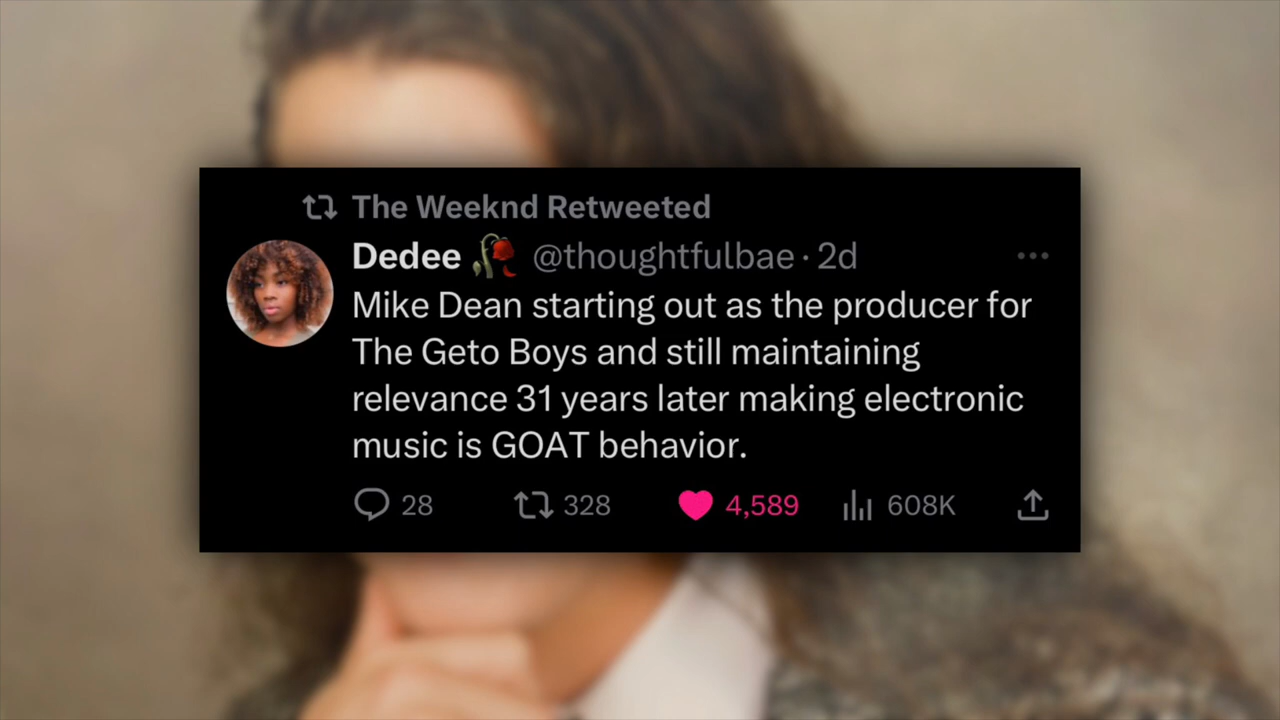 The Weeknd Retweeted
Dedee 🥀 @thoughtfulbae · 2d
Mike Dean starting out as the producer for
The Geto Boys and still maintaining
relevance 31 years later making electronic
music is GOAT behavior.
28 328 4,589 608K